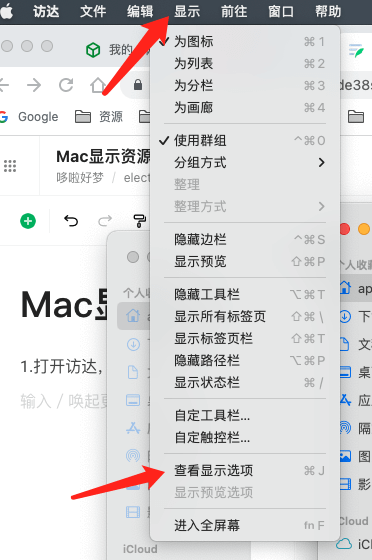 访达 文件 编辑 显示 前往 窗口 帮助
我的
为图标 ⌘1
为列表 ⌘2
为分栏 ⌘3
为画廊 ⌘4
de38s
Google 资源
使用群组 ^⌘0
分组方式
整理
整理方式
Mac显示资源
哆啦好梦 / elect
隐藏边栏 ^⌘S
显示预览 ⇧⌘P
隐藏工具栏 ⌥⌘T
显示所有标签页 ⇧⌘\
显示标签页栏 ⇧⌘T
隐藏路径栏 ⌥⌘P
显示状态栏 ⌘/
自定工具栏...
自定触控栏...
查看显示选项 ⌘J
显示预览选项
进入全屏幕 fn F
Mac
1.打开访达，
输入 / 唤起
个人收
iCloud
个人收藏
ap
下
文
桌
应
隔
图
影
iCloud
iCl